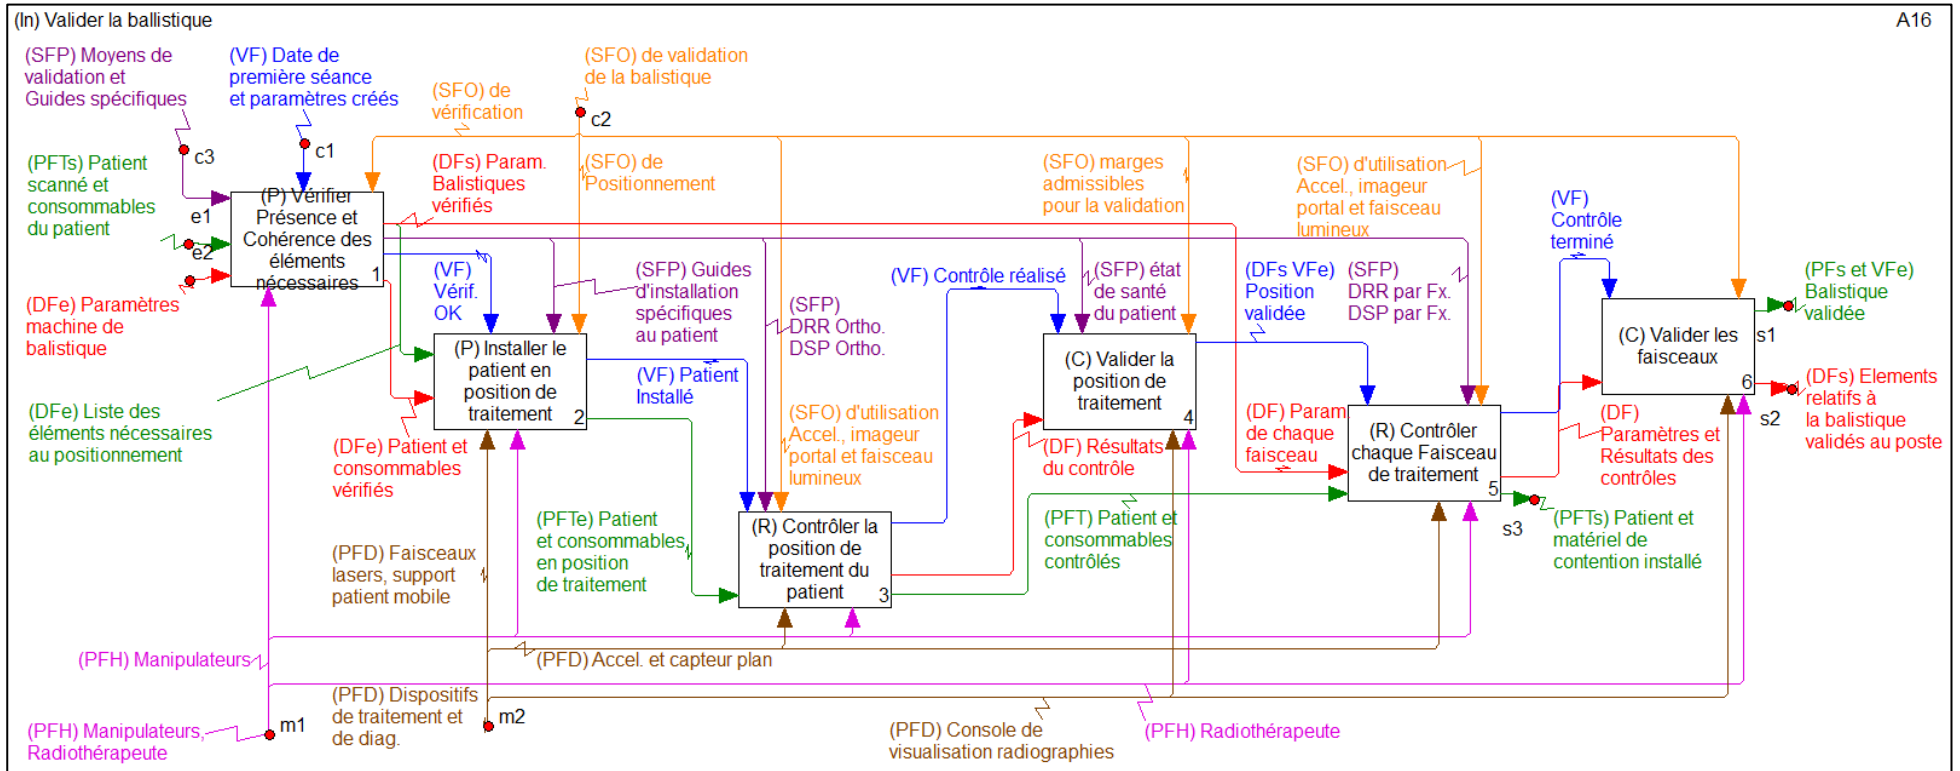 (In) Valider la ballistique
A16
(SFP) Moyens de
validation et
Guides spécifiques
(VF) Date de
première séance
et paramètres créés
(SFO) de
vérification
(SFO) de validation
de la balistique
c3
c1
c2
(PFTs) Patient
scanné et
consommables
du patient
e1
e2
(DFe) Paramètres
machine de
balistique
(P) Vérifier
Présence et
Cohérence des
éléments
nécessaires
1
(DFs) Param.
Balistiques
vérifiés
(SFO) de
Positionnement
(VF)
Vérif.
OK
(SFP) Guides
d'installation
spécifiques
au patient
(SFP)
DRR Ortho.
DSP Ortho.
(SFO) marges
admissibles
pour la validation
(SFO) d'utilisation
Accel., imageur
portal et faisceau
lumineux
(VF)
Contrôle
terminé
(VF) Contrôle réalisé
(SFP) état
de santé
du patient
(DFs VFe)
Position
validée
(SFP)
DRR par Fx.
DSP par Fx.
(PFs et VFe)
Balistique
validée
s1
(P) Installer le
patient en
position de
traitement
2
(C) Valider la
position de
traitement
4
(C) Valider les
faisceaux
6
(DFs) Elements
relatifs à
la balistique
validés au poste
s2
(DFe) Liste des
éléments nécessaires
au positionnement
(DFe) Patient et
consommables
vérifiés
(VF) Patient
Installé
(SFO) d'utilisation
Accel., imageur
portal et faisceau
lumineux
(DF) Résultats
du contrôle
(DF) Param.
de chaque
faisceau
(R) Contrôler
chaque Faisceau
de traitement
5
(DF)
Paramètres et
Résultats des
contrôles
(PFD) Faisceaux
lasers, support
patient mobile
(PFTe) Patient
et consommables
en position
de traitement
(R) Contrôler la
position de
traitement du
patient
3
(PFT) Patient et
consommables
contrôlés
s3
(PFTs) Patient et
matériel de
contention installé
(PFH) Manipulateurs
(PFD) Accel. et capteur plan
(PFH) Manipulateurs,
Radiothérapeute
m1
(PFD) Dispositifs
de traitement et
de diag.
m2
(PFD) Console de
visualisation radiographies
(PFH) Radiothérapeute